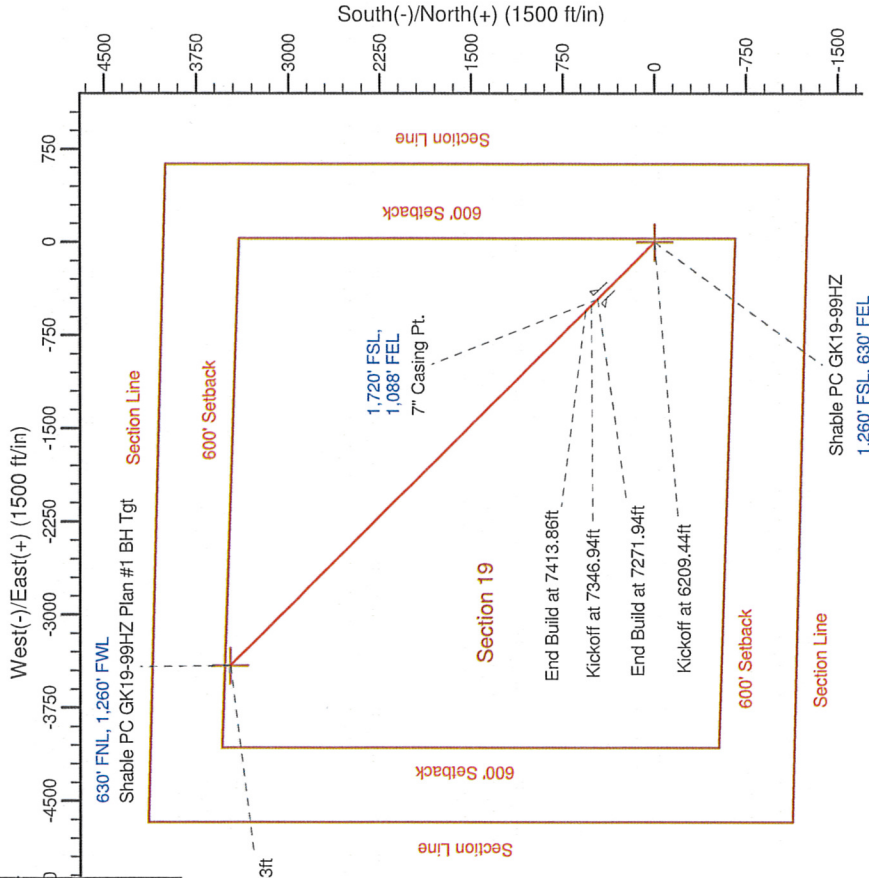 West(-)/East(+) (1500 ft/in)
-4500
-3750
-3000
-2250
-1500
-750
0
750
South(-)/North(+) (1500 ft/in)
4500
3750
3000
2250
1500
750
0
-750
-1500
630' FNL, 1,260' FWL
Shable PC GK19-99HZ Plan #1 BH Tgt
Section Line
600' Setback
Section Line
600' Setback
1,720' FSL,
1,088' FEL
7" Casing Pt.
Section 19
End Build at 7413.86ft
Kickoff at 7346.94ft
End Build at 7271.94ft
Kickoff at 6209.44ft
3ft
600' Setback
Section Line
600' Setback
Section Line
Shable PC GK19-99HZ
1,260' FSL, 630' FEL